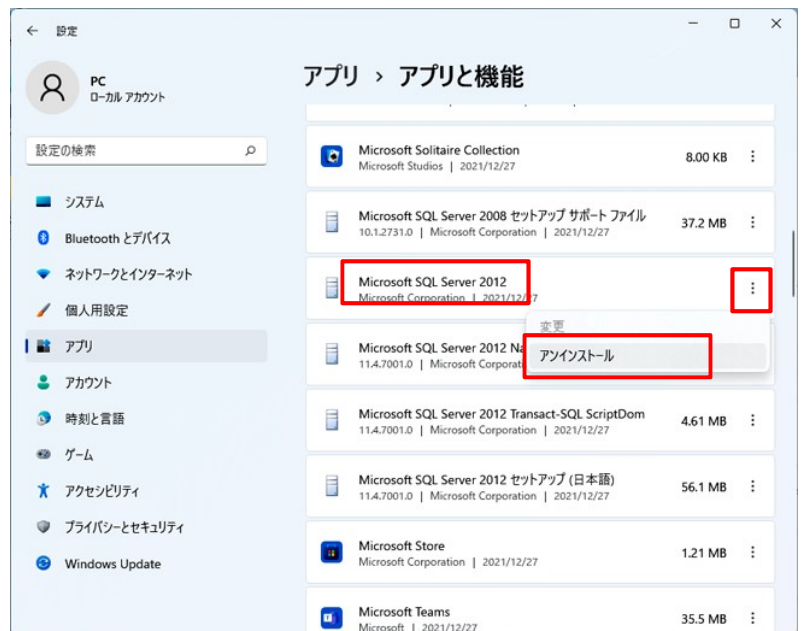 設定
PC
ローカル アカウント
設定の検索
システム
Bluetooth とデバイス
ネットワークとインターネット
個人用設定
アプリ
アカウント
時刻と言語
ゲーム
アクセシビリティ
プライバシーとセキュリティ
Windows Update
アプリ › アプリと機能
Microsoft Solitaire Collection
8.00 KB
Microsoft Studios | 2021/12/27
Microsoft SQL Server 2008 セットアップ サポート ファイル
37.2 MB
10.1.2731.0 | Microsoft Corporation | 2021/12/27
Microsoft SQL Server 2012
Microsoft Corporation | 2021/12/27
変更
アンインストール
Microsoft SQL Server 2012
11.4.7001.0 | Microsoft
Microsoft SQL Server 2012 Transact-SQL ScriptDom
4.61 MB
11.4.7001.0 | Microsoft Corporation | 2021/12/27
Microsoft SQL Server 2012 セットアップ (日本語)
56.1 MB
11.4.7001.0 | Microsoft Corporation | 2021/12/27
Microsoft Store
1.21 MB
Microsoft Corporation | 2021/12/27
Microsoft Teams
35.5 MB
Microsoft | 2021/12/27